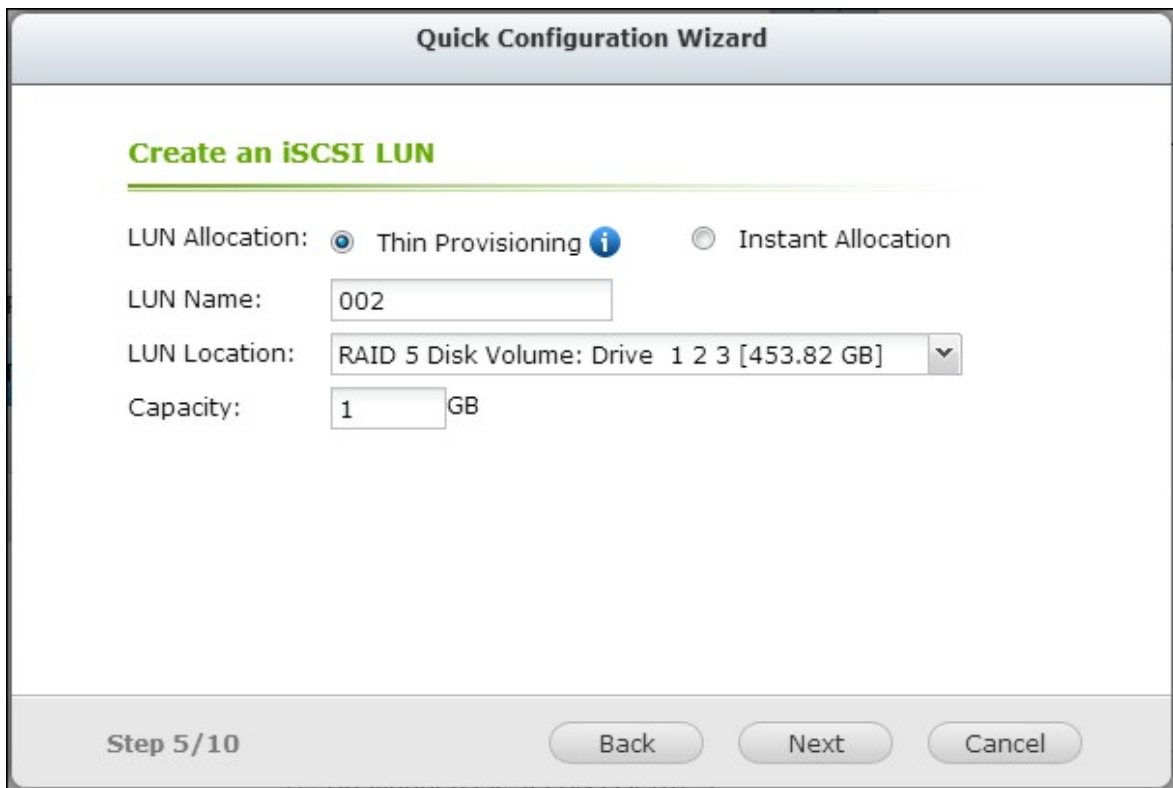 Quick Configuration Wizard
Create an iSCSI LUN
LUN Allocation: Thin Provisioning i Instant Allocation
LUN Name: 002
LUN Location: RAID 5 Disk Volume: Drive 1 2 3 [453.82 GB]
Capacity: 1 GB
Step 5/10 Back Next Cancel